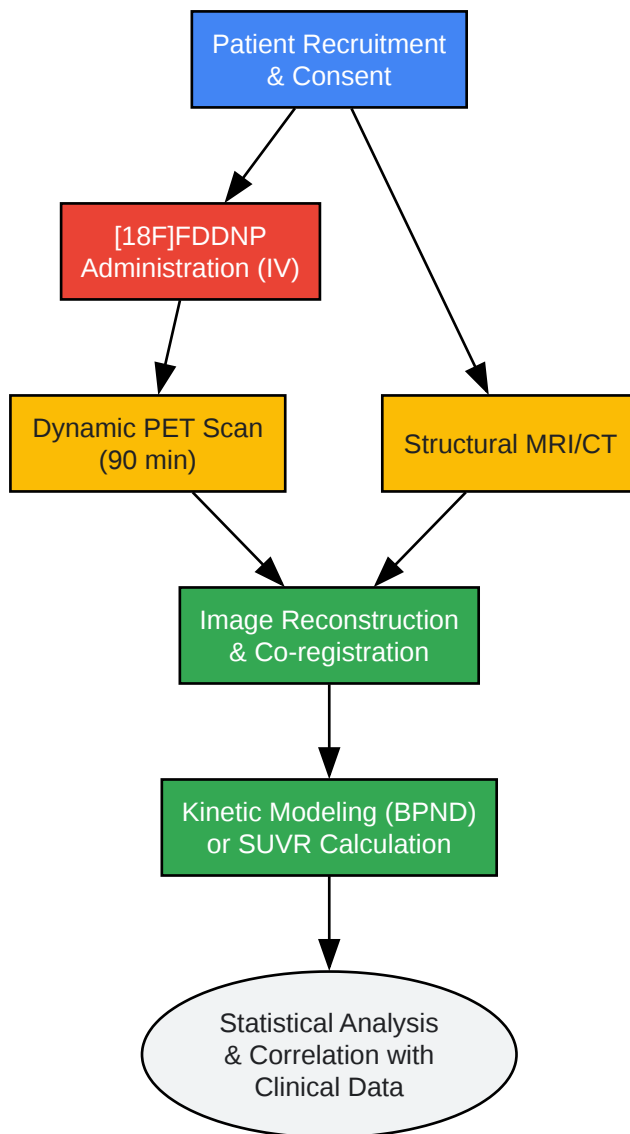 Patient Recruitment
& Consent
[18F]FDDNP
Administration (IV)
Dynamic PET Scan
(90 min)
Structural MRI/CT
Image Reconstruction
& Co-registration
Kinetic Modeling (BPND)
or SUVR Calculation
Statistical Analysis
& Correlation with
Clinical Data